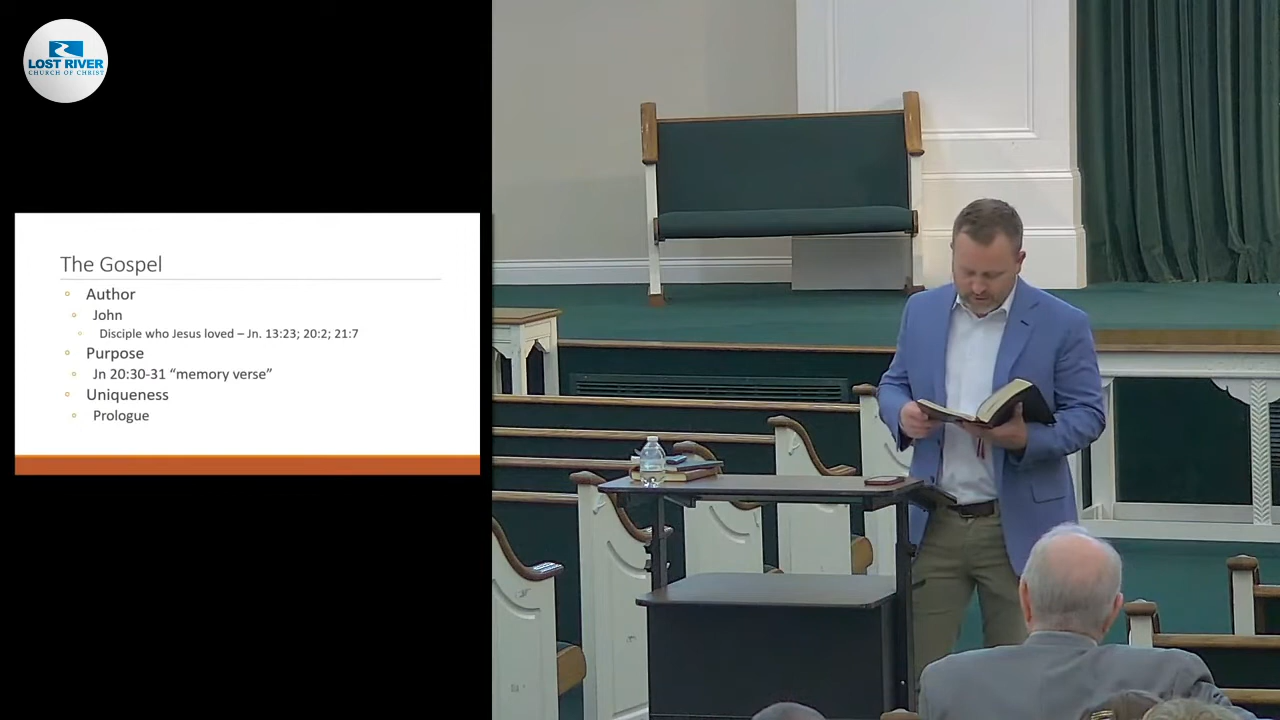 LOST RIVER
CHURCH OF CHRIST
The Gospel
Author
John
Disciple who Jesus loved – Jn. 13:23; 20:2; 21:7
Purpose
Jn 20:30-31 “memory verse”
Uniqueness
Prologue